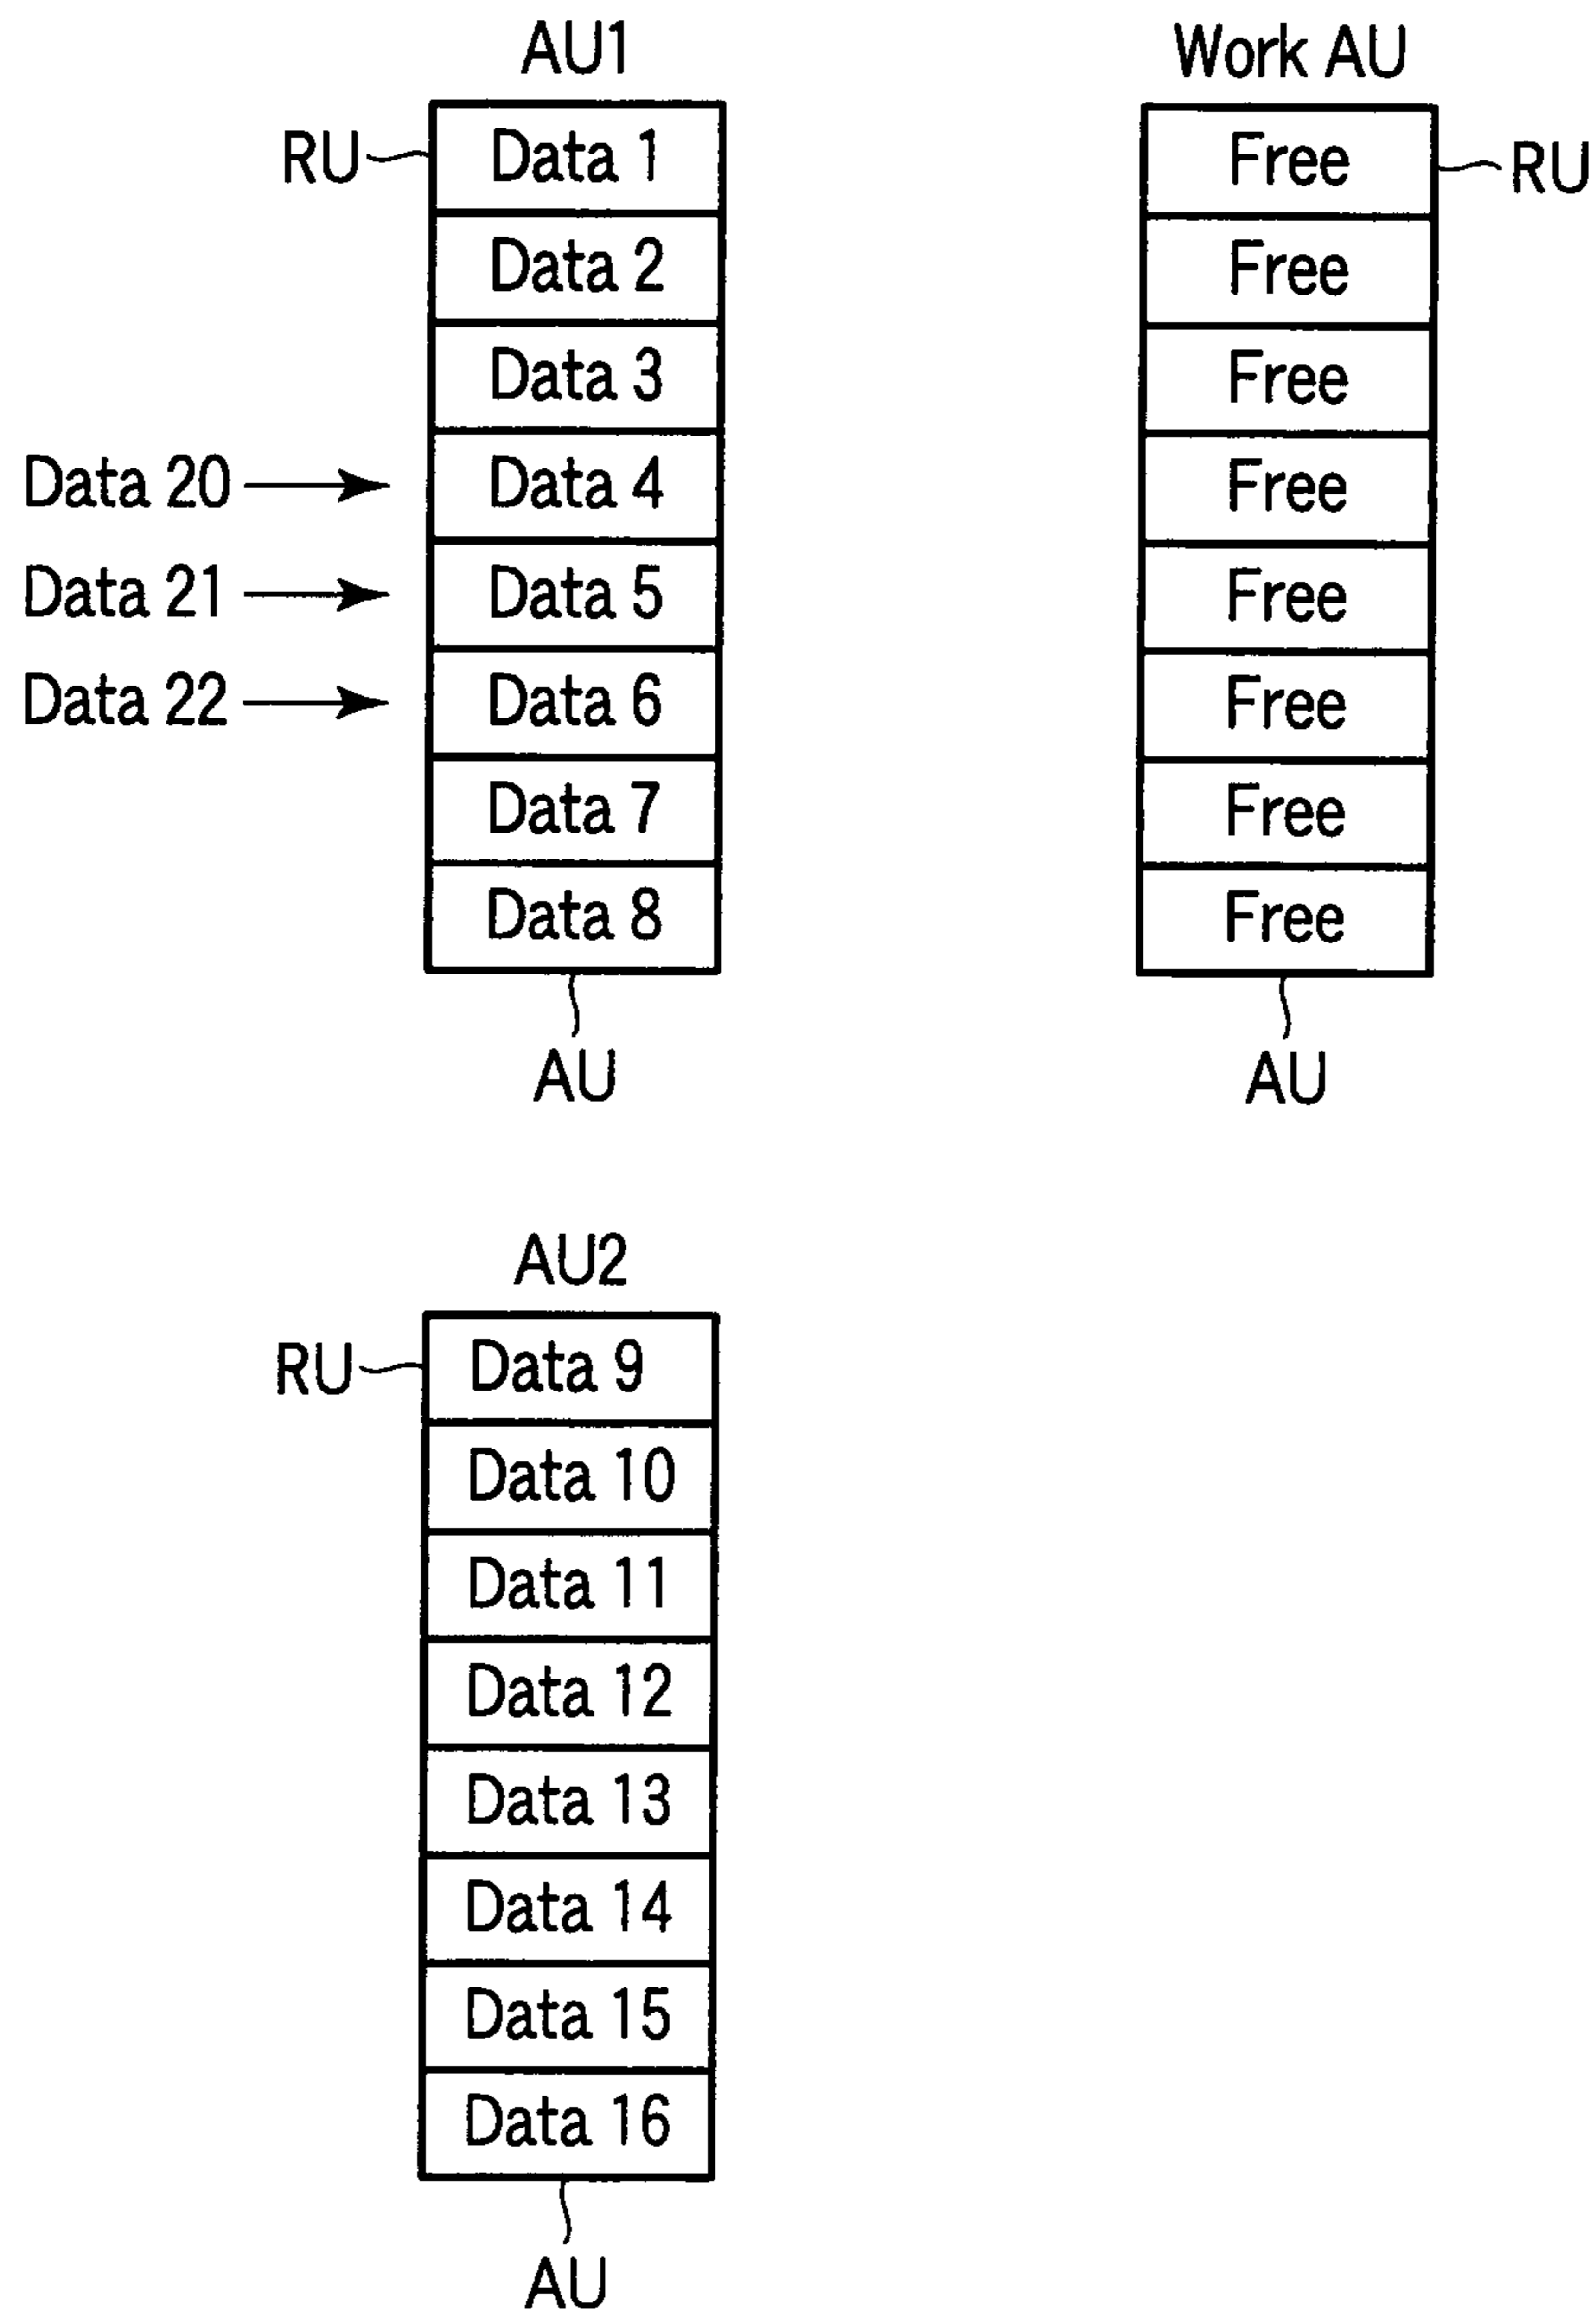 AU1
RU
Data 1
Data 2
Data 3
Data 20
Data 4
Data 21
Data 5
Data 22
Data 6
Data 7
Data 8
AU
Work AU
Free
RU
Free
Free
Free
Free
Free
Free
Free
AU
AU2
RU
Data 9
Data 10
Data 11
Data 12
Data 13
Data 14
Data 15
Data 16
AU